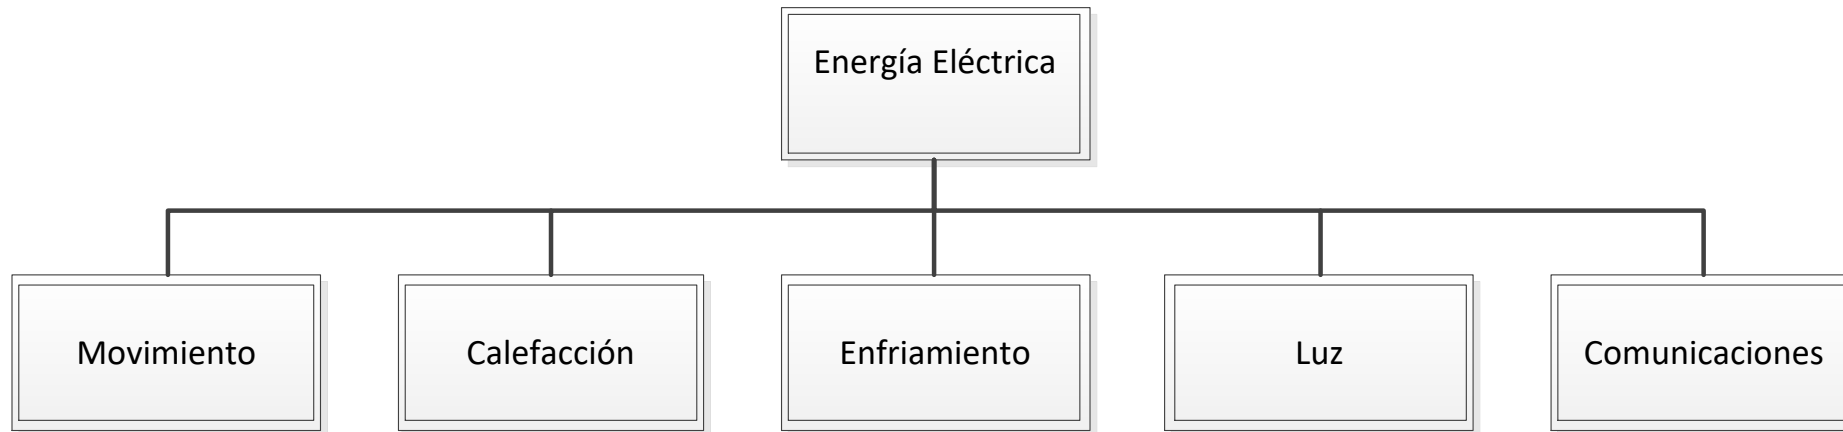 Energía Eléctrica
Movimiento
Calefacción
Enfriamiento
Luz
Comunicaciones